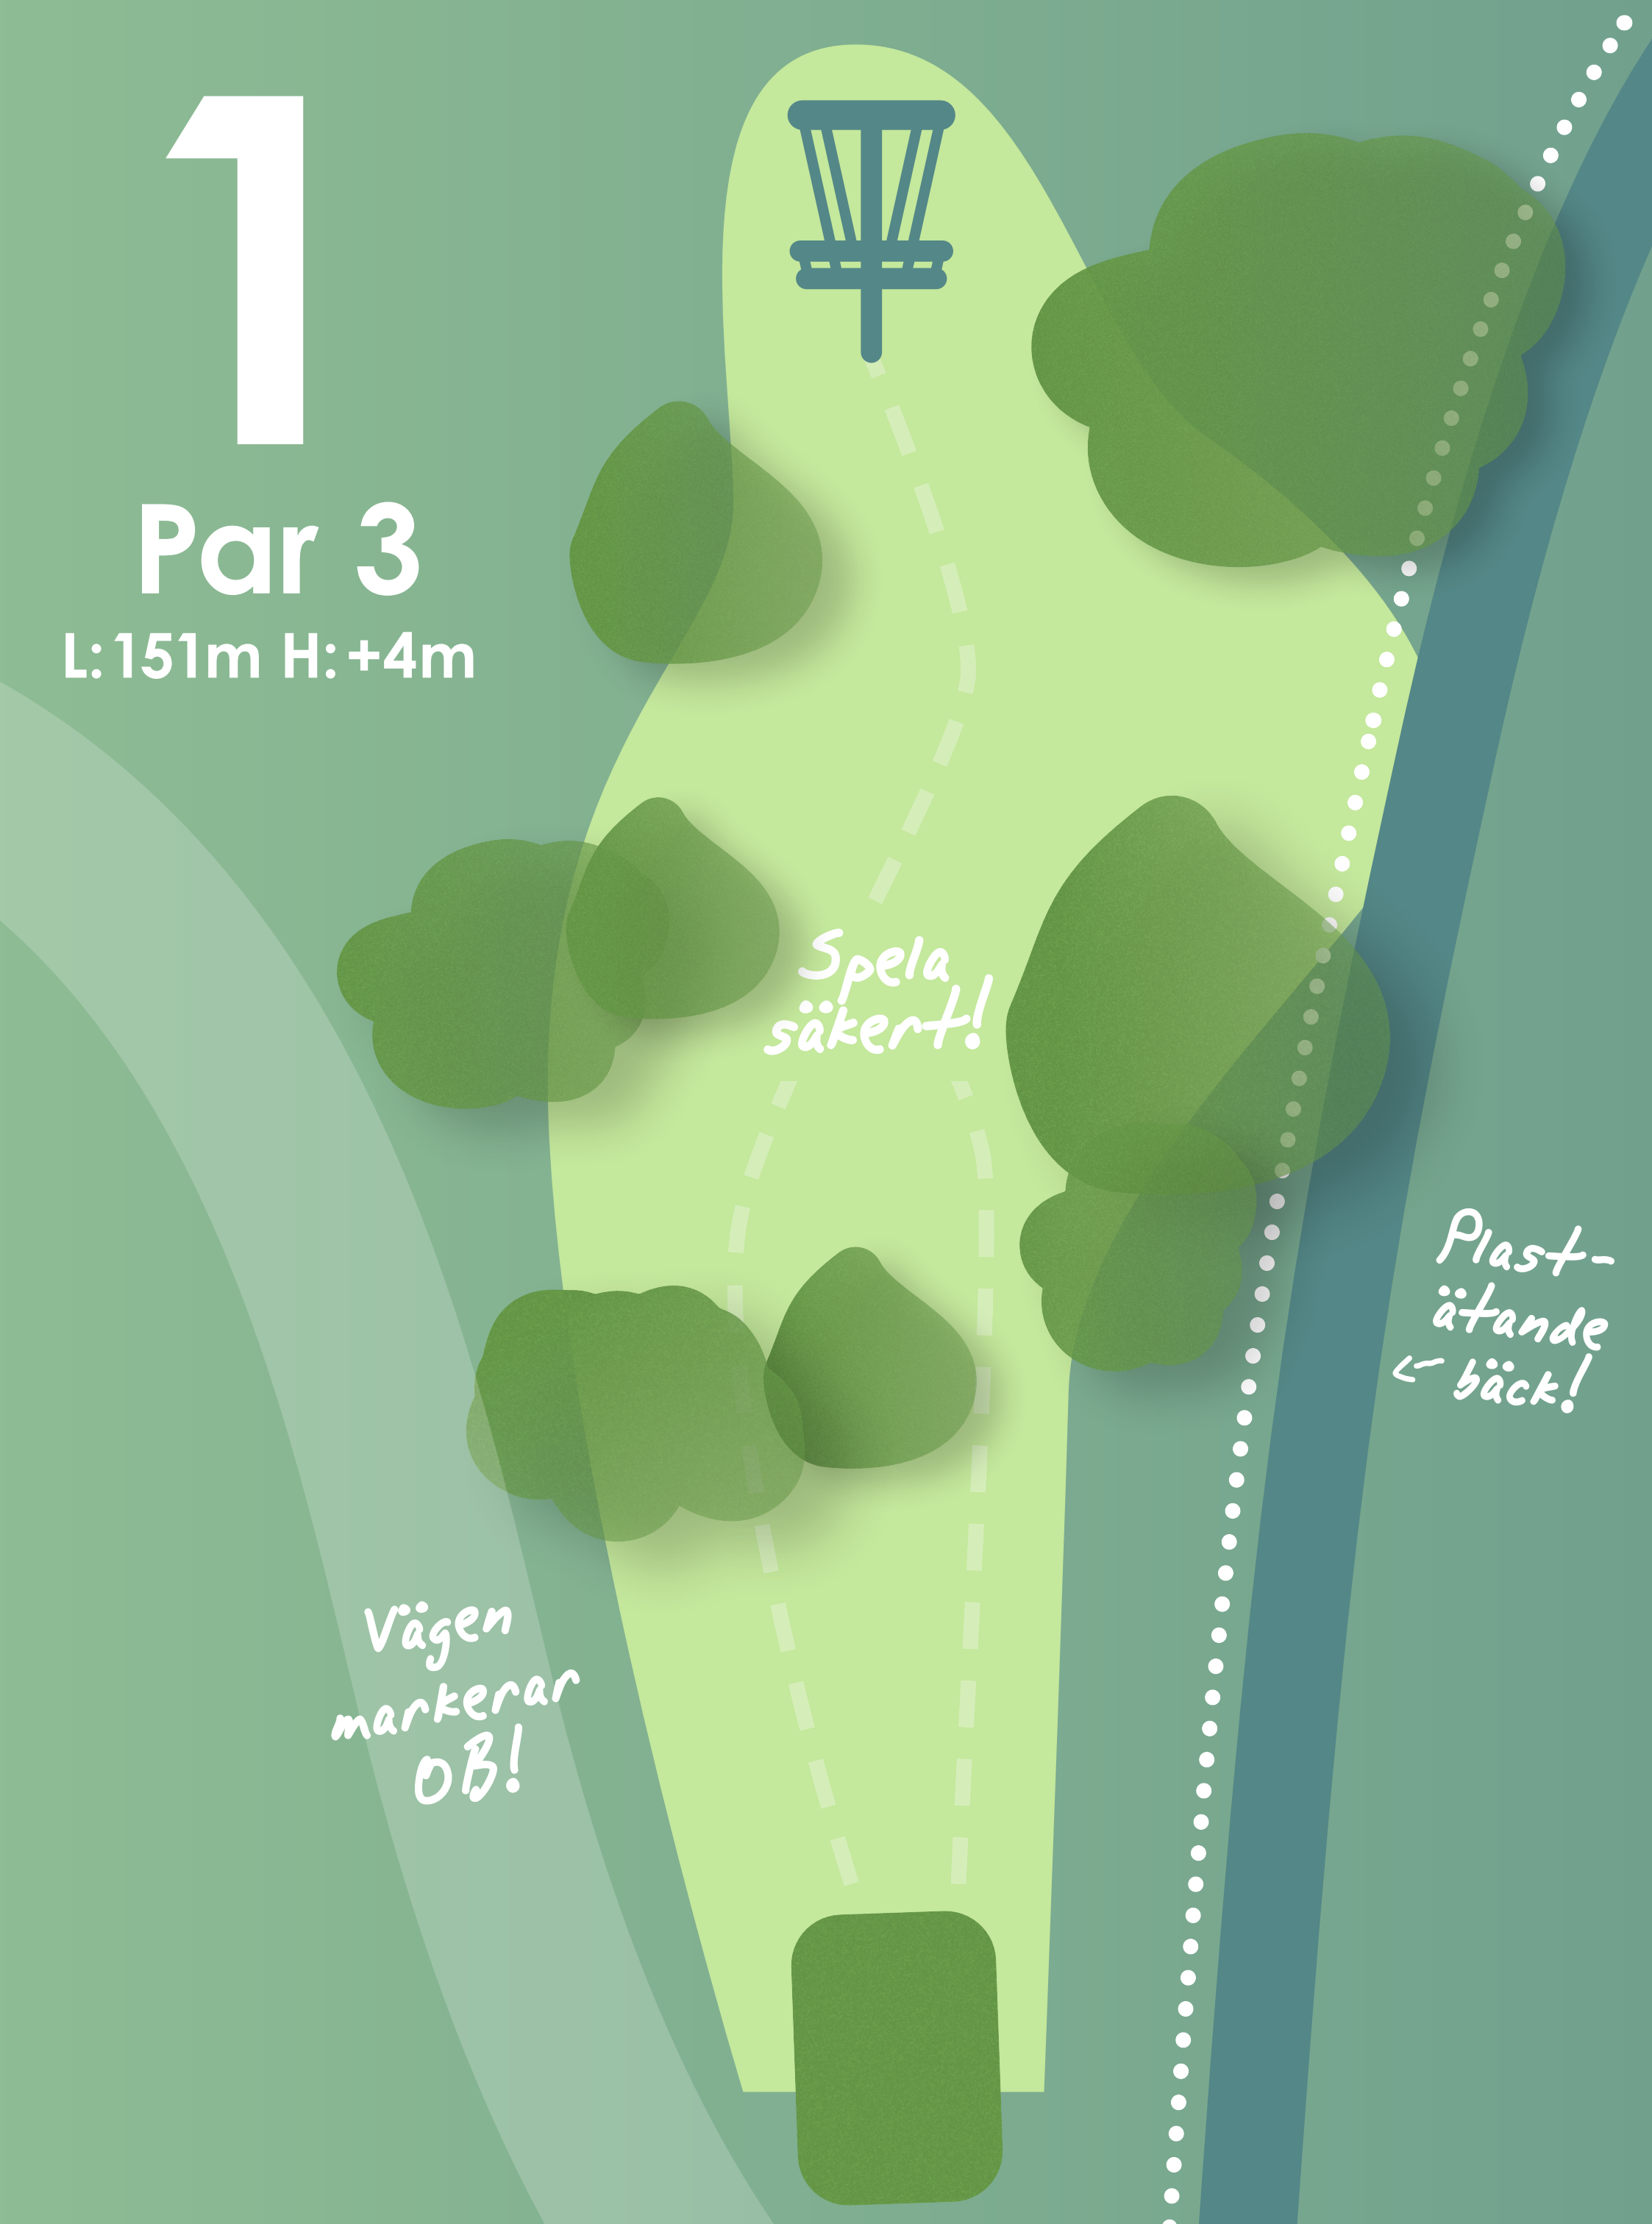 1
Par 3
L: 151m H: +4m
Spela
säkert!
Plast-
ätande
← bäck!
Vägen
markerar
OB!